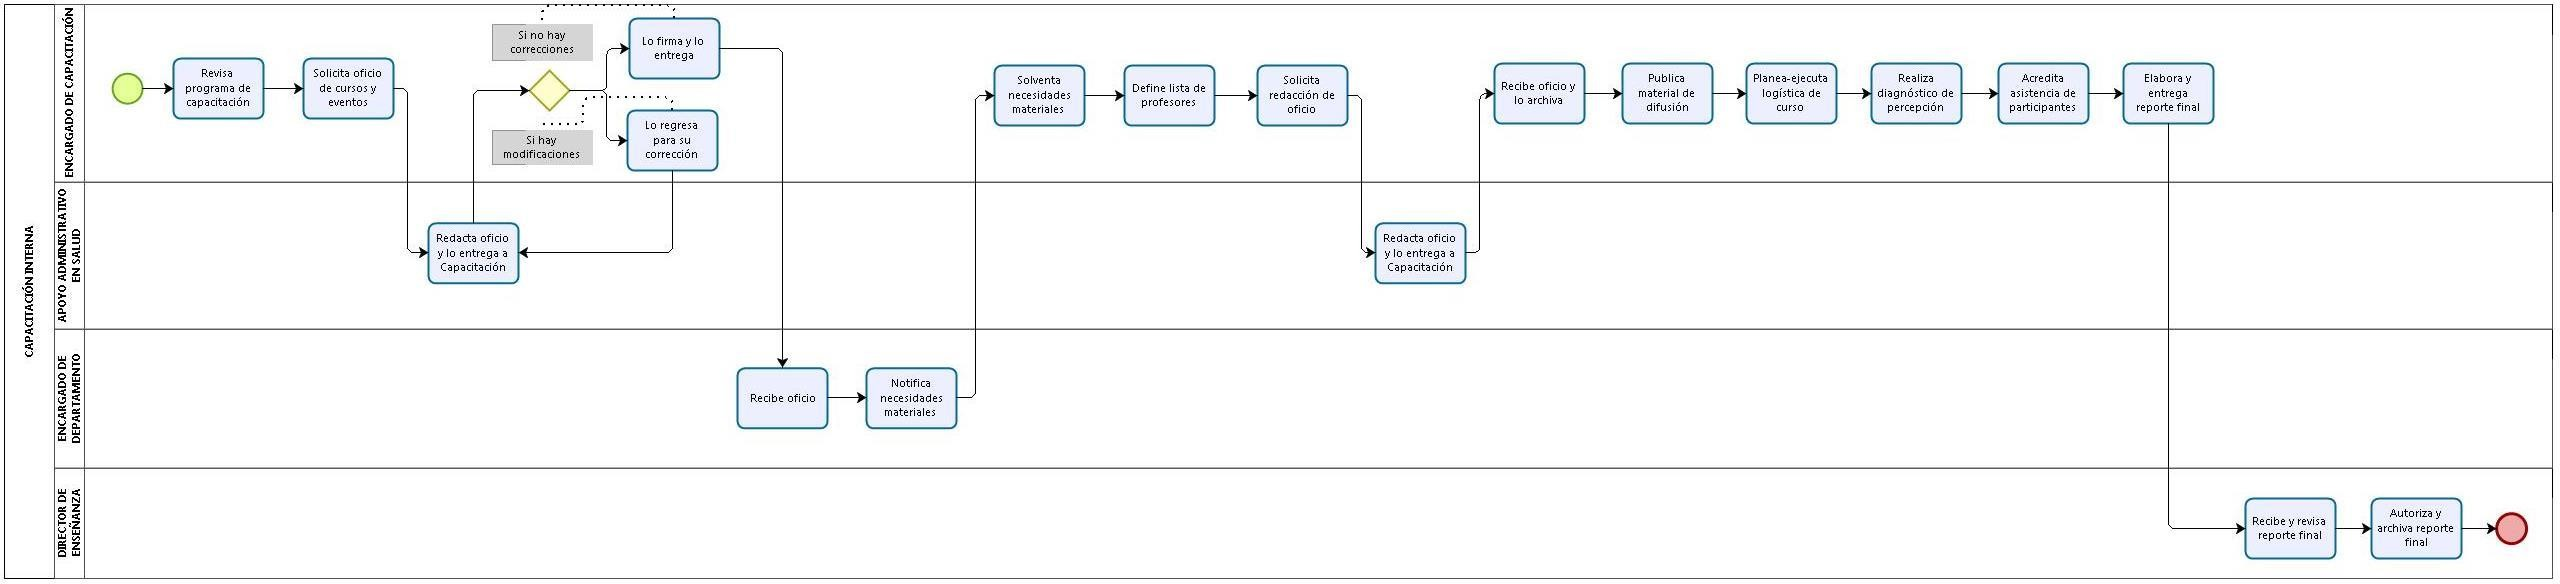 CAPACITACIÓN INTERNA
ENCARGADO DE CAPACITACIÓN
Revisa
programa de
capacitación
Solicita oficio
de cursos y
eventos
Si no hay
correcciones
Si hay
modificaciones
Lo firma y lo
entrega
Lo regresa
para su
corrección
Solventa
necesidades
materiales
Define lista de
profesores
Solicita
redacción de
oficio
Recibe oficio y
lo archiva
Publica
material de
difusión
Planea-ejecuta
logística de
curso
Realiza
diagnóstico de
percepción
Acredita
asistencia de
participantes
Elabora y
entrega
reporte final
APOYO ADMINISTRATIVO
EN SALUD
Redacta oficio
y lo entrega a
Capacitación
Redacta oficio
y lo entrega a
Capacitación
ENCARGADO DE
DEPARTAMENTO
Recibe oficio
Notifica
necesidades
materiales
DIRECTOR DE
ENSEÑANZA
Recibe y revisa
reporte final
Autoriza y
archiva reporte
final